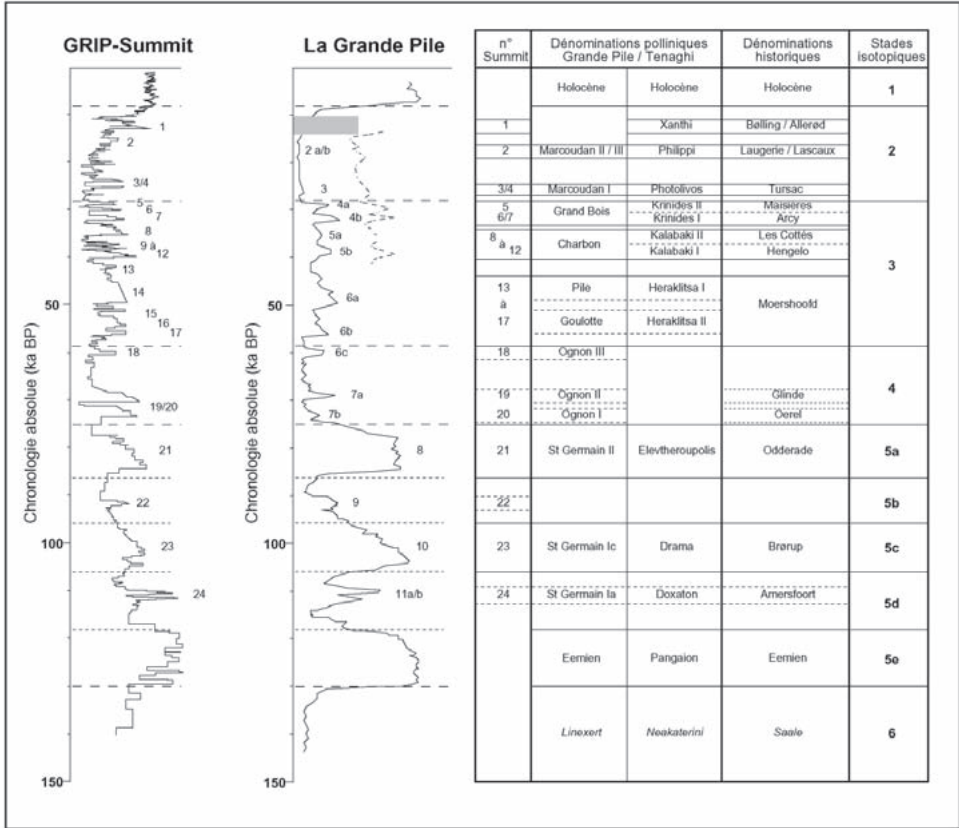 GRIP-Summit
La Grande Pile
Chronologie absolue (ka BP)
50
100
150
1
2
3/4
5
6
7
8
9 à
12
13
14
15
16
17
18
19/20
21
22
23
24
Chronologie absolue (ka BP)
50
100
150
2 a/b
3
4a
4b
5a
5b
6a
6b
6c
7a
7b
8
9
10
11a/b
n° Summit
Dénominations polliniques
Grande Pile / Tenaghi
Dénominations
historiques
Stades
isotopiques
Holocène Holocène Holocène 1
1 Xanthi Bølling / Allerød
2
2 Marcoudan II / III Philippi Laugerie / Lascaux
3/4 Marcoudan I Photolivos Tursac
5 Krinides II Maisières
Grand Bois
6/7 Krinides I Arcy
8 Kalabaki II Les Cottés
à Charbon
12 Kalabaki I Hengelo
3
13 Pile Heraklitsa I
à Moershoofd
17 Goulotte Heraklitsa II
18 Ognon III
4
19 Ognon II Glinde
20 Ognon I Oerel
21 St Germain II Elevtheroupolis Odderade 5a
22 5b
23 St Germain Ic Drama Brørup 5c
24 St Germain Ia Doxaton Amersfoort 5d
Eemien Pangaion Eemien 5e
Linexert Neakaterini Saale 6